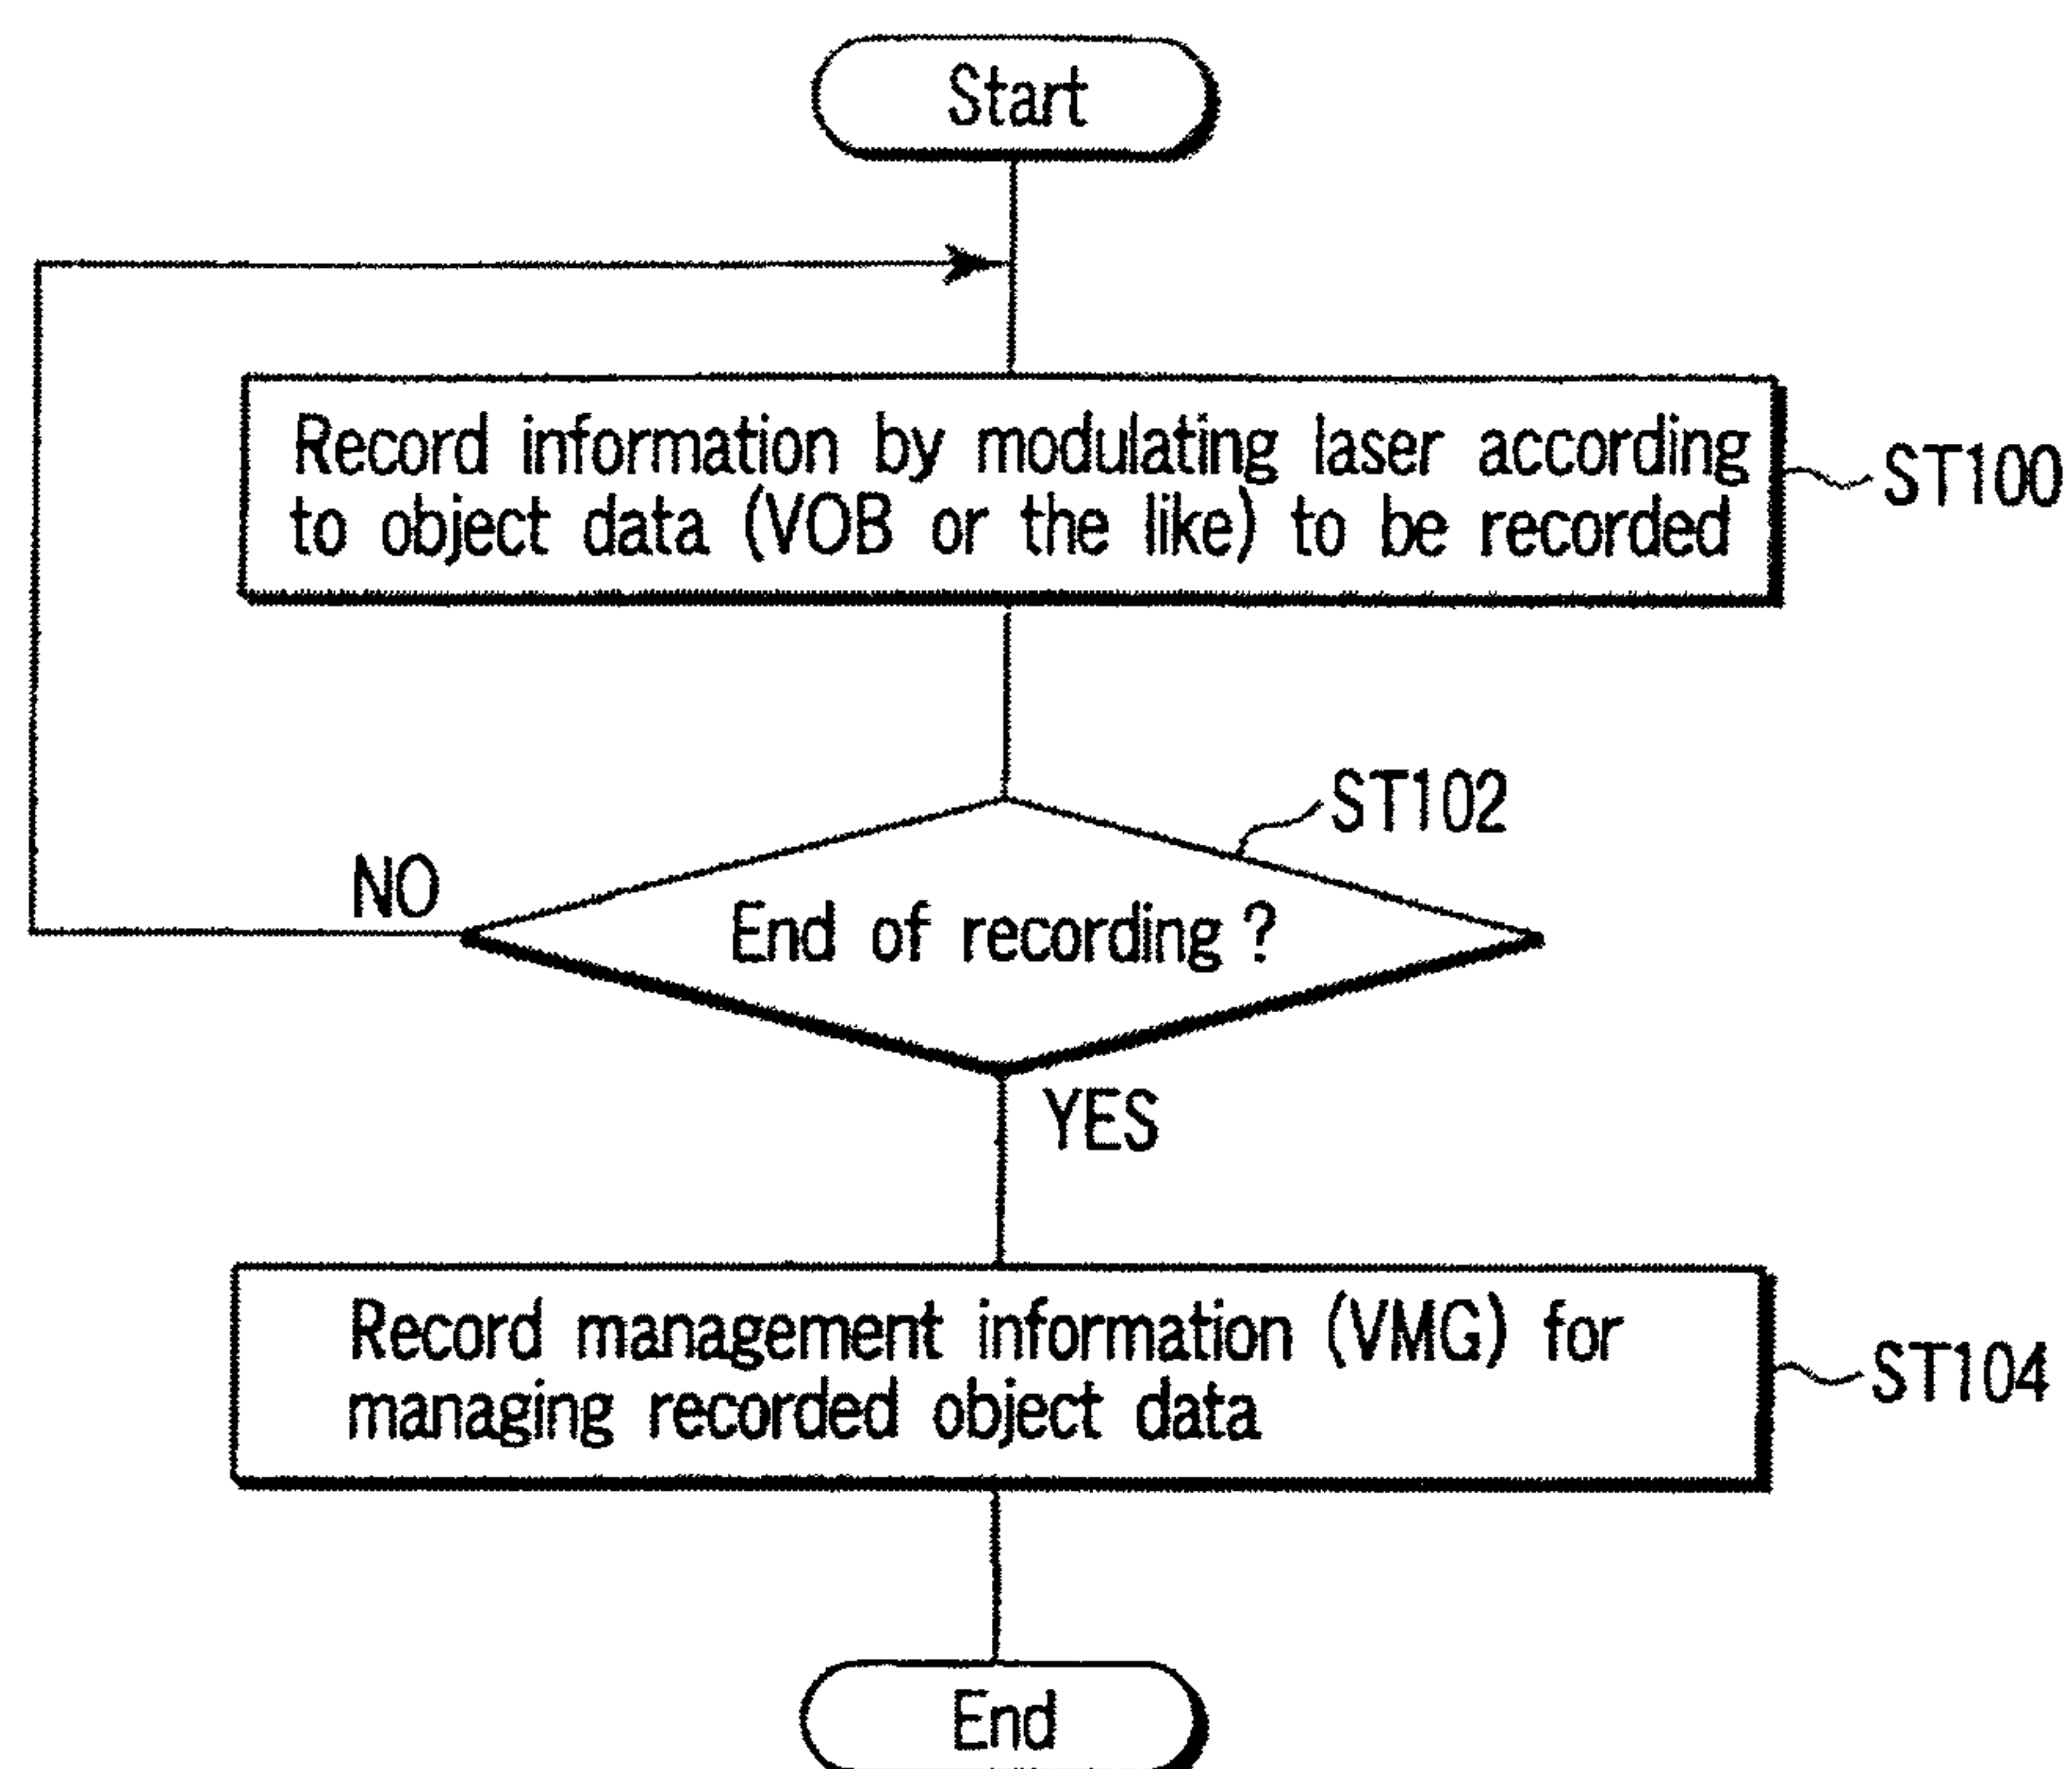 Start
Record information by modulating laser according
to object data (VOB or the like) to be recorded
ST100
ST102
NO
End of recording ?
YES
Record management information (VMG) for
managing recorded object data
ST104
End